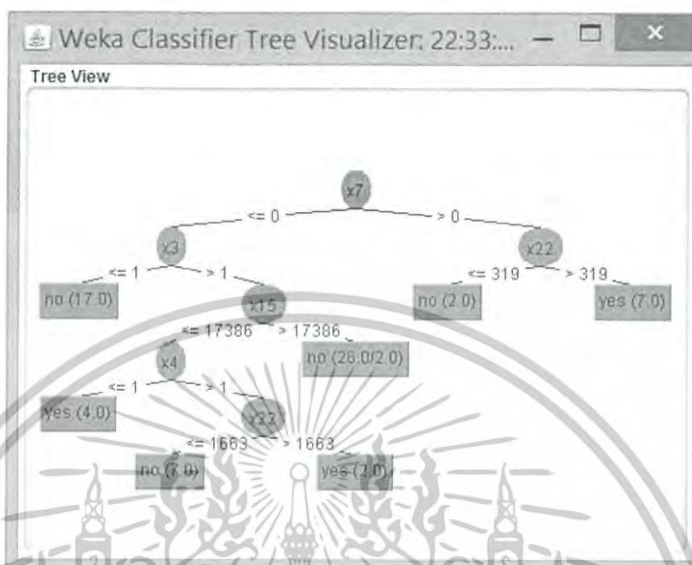 Weka Classifier Tree Visualizer: 22:33:...
Tree View
x7
<= 0
> 0
x3
x22
<= 1
> 1
<= 319
> 319
no (17.0)
x15
no (2.0)
yes (7.0)
<= 17386
> 17386
x4
no (26.0/2.0)
<= 1
> 1
yes (4.0)
<= 1663
> 1663
yes (2.0)